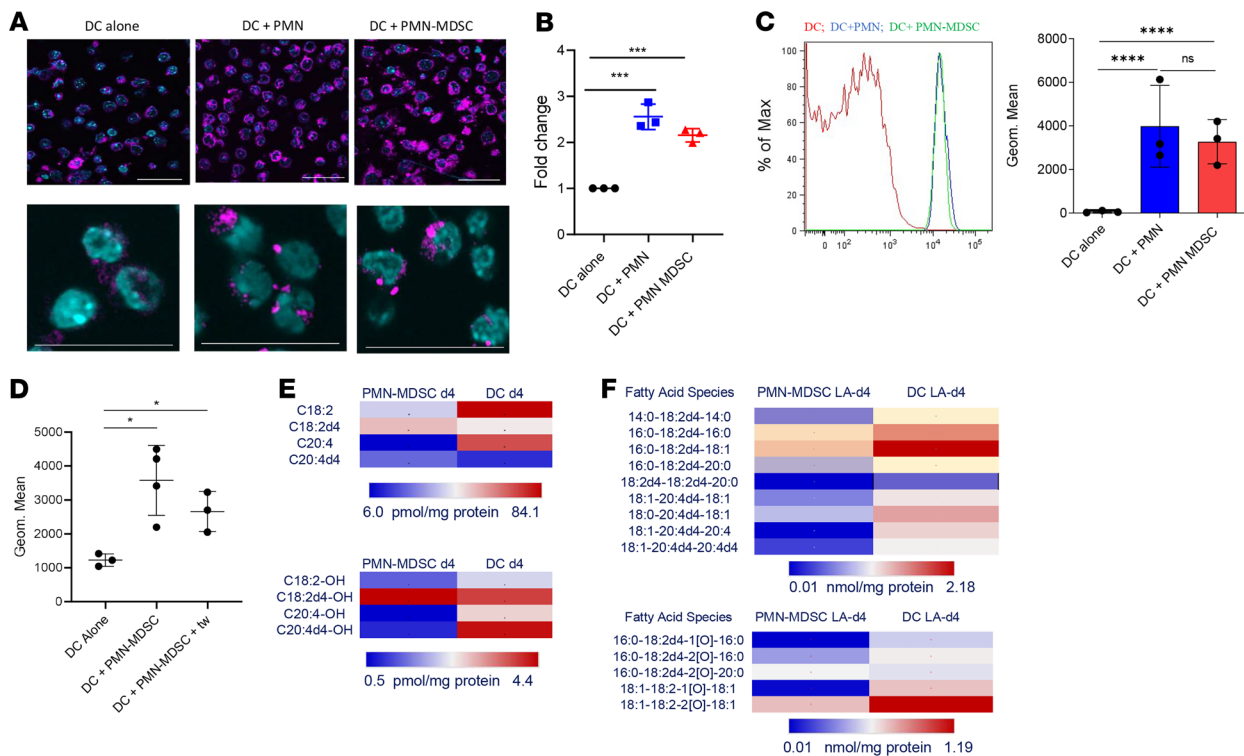 A
DC alone
DC + PMN
DC + PMN-MDSC
B
Fold change
4
3
2
1
0
***
***
DC alone
DC + PMN
DC + PMN MDSC
C
DC; DC+PMN; DC+ PMN-MDSC
% of Max
100
80
60
40
20
0
0
10²
10³
10⁴
10⁵
Geom. Mean
8000
6000
4000
2000
0
****
****
ns
DC alone
DC + PMN
DC + PMN MDSC
D
Geom. Mean
5000
4000
3000
2000
1000
0
*
*
DC Alone
DC + PMN-MDSC
DC + PMN-MDSC + tw
E
PMN-MDSC d4 DC d4
C18:2
C18:2d4
C20:4
C20:4d4
6.0 pmol/mg protein 84.1
PMN-MDSC d4 DC d4
C18:2-OH
C18:2d4-OH
C20:4-OH
C20:4d4-OH
0.5 pmol/mg protein 4.4
F
Fatty Acid Species PMN-MDSC LA-d4 DC LA-d4
14:0-18:2d4-14:0
16:0-18:2d4-16:0
16:0-18:2d4-18:1
16:0-18:2d4-20:0
18:2d4-18:2d4-20:0
18:1-20:4d4-18:1
18:0-20:4d4-18:1
18:1-20:4d4-20:4
18:1-20:4d4-20:4d4
0.01 nmol/mg protein 2.18
Fatty Acid Species PMN-MDSC LA-d4 DC LA-d4
16:0-18:2d4-1[O]-16:0
16:0-18:2d4-2[O]-16:0
16:0-18:2d4-2[O]-20:0
18:1-18:2-1[O]-18:1
18:1-18:2-2[O]-18:1
0.01 nmol/mg protein 1.19